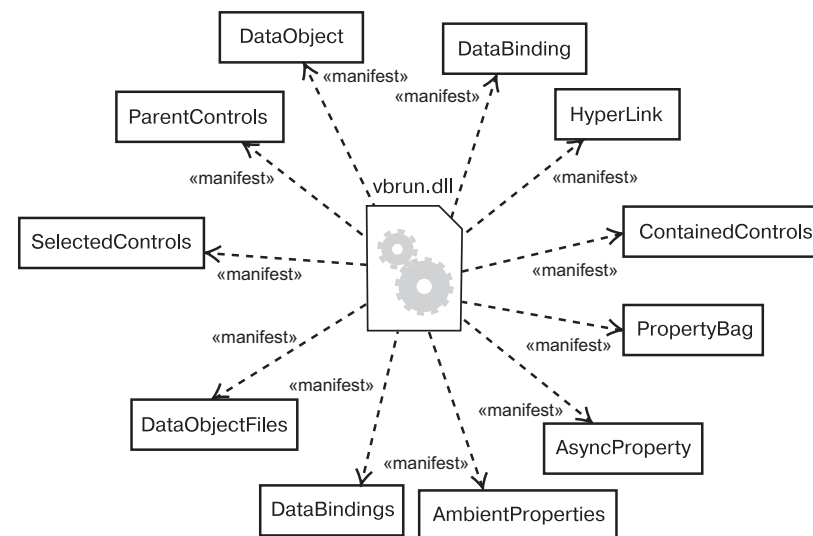 DataObject
DataBinding
«manifest»
«manifest»
ParentControls
HyperLink
«manifest»
«manifest»
vbrun.dll
SelectedControls
ContainedControls
«manifest»
«manifest»
«manifest»
PropertyBag
«manifest»
DataObjectFiles
«manifest»
«manifest»
AsyncProperty
«manifest»
DataBindings
AmbientProperties